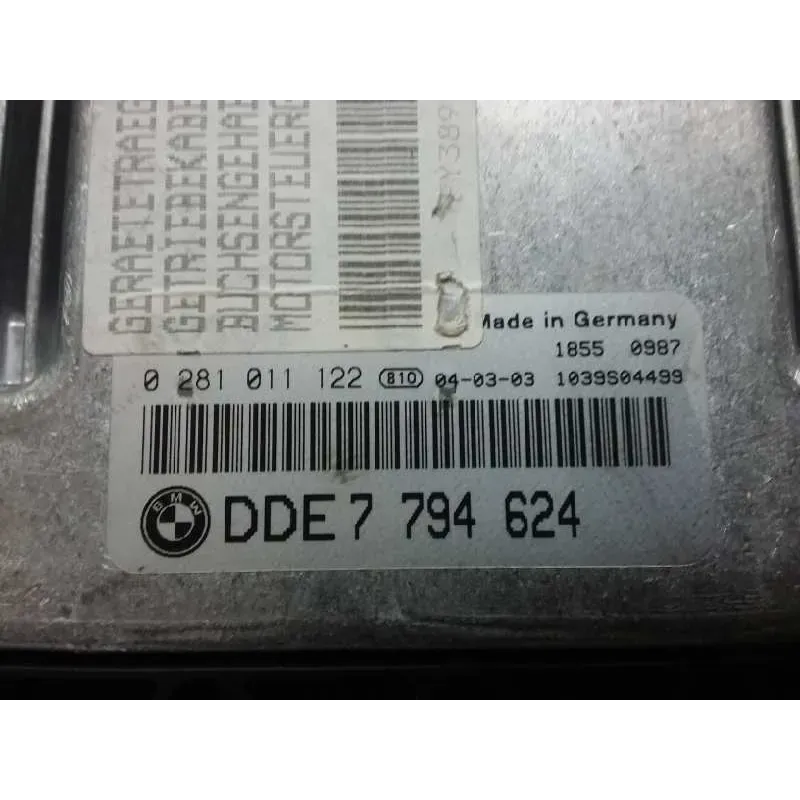 GERAETETRAEG
GETRIEBEKABE
BUCHSENGEHAE
MOTORSTEUERG
Y389
Made in Germany
1855 0987
0 281 011 122 810 04-03-03 1039S04499
BMW
DDE 7 794 624